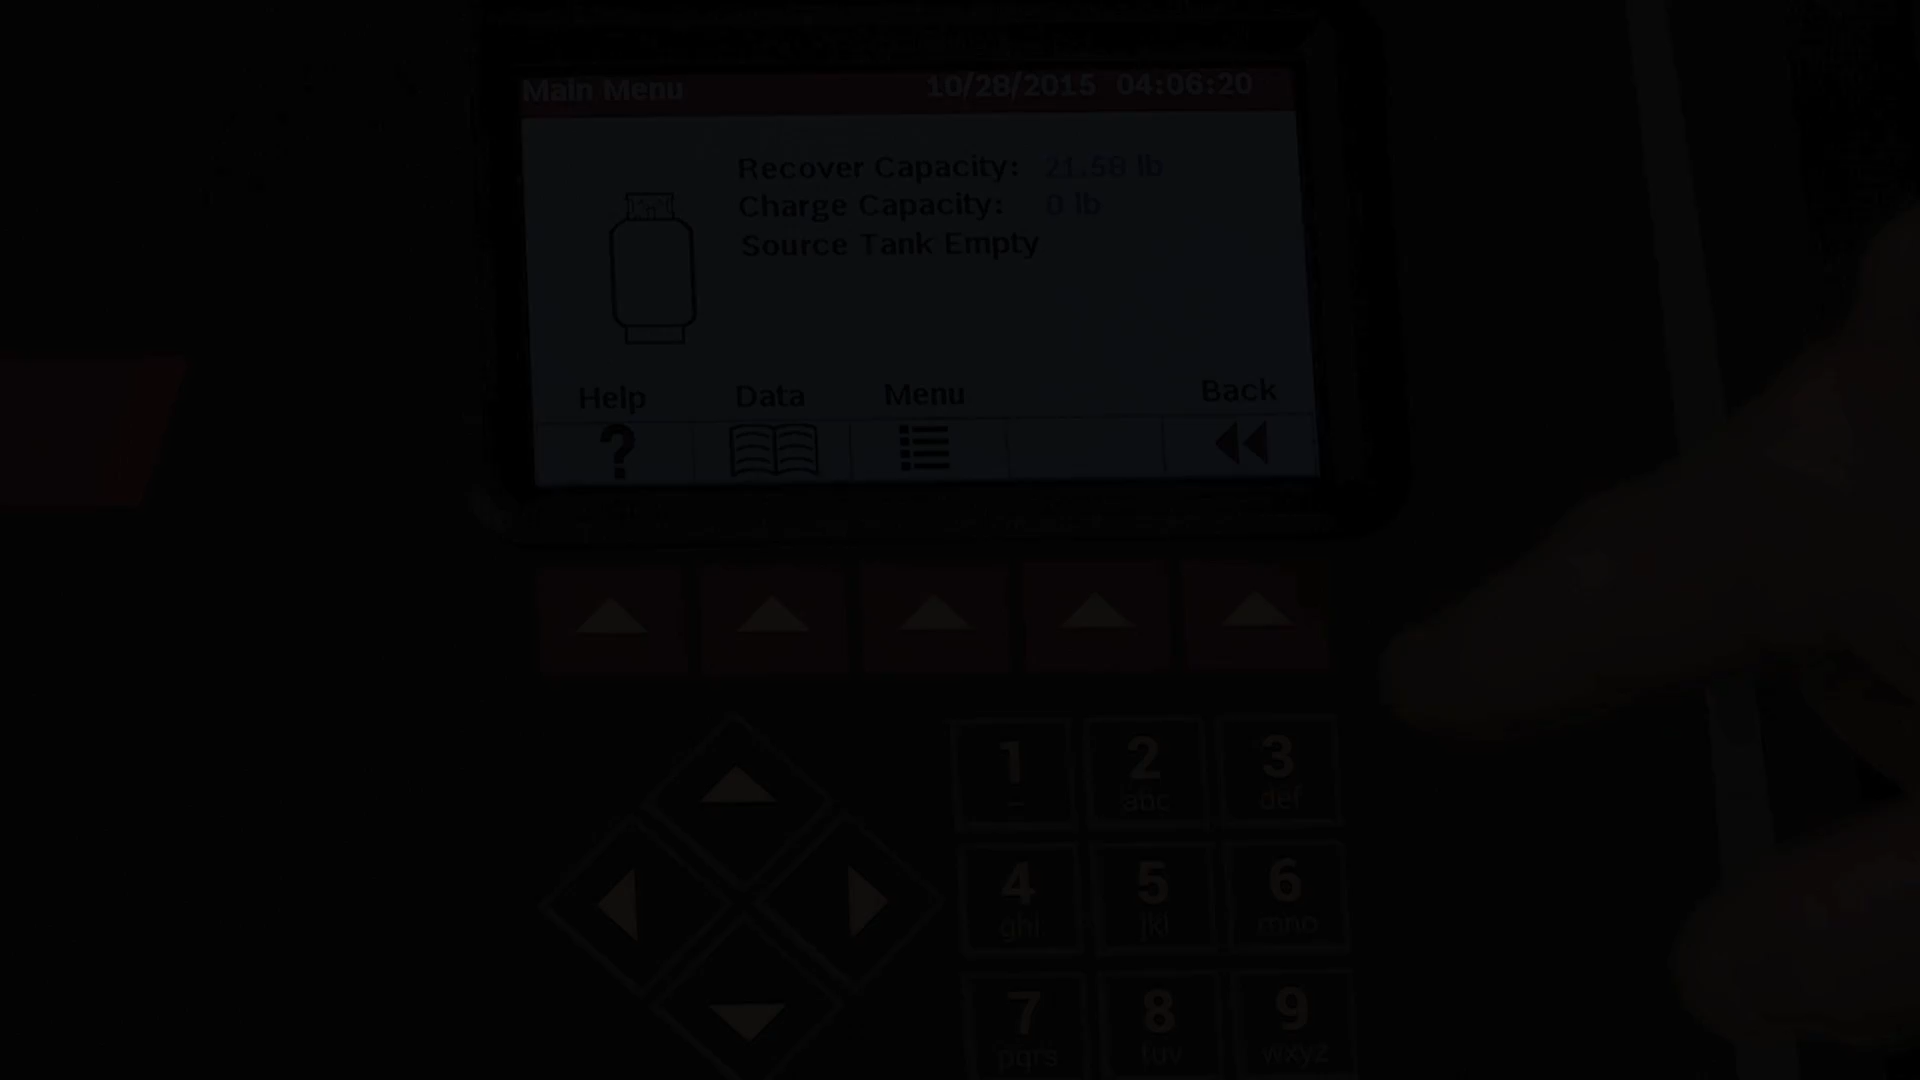 Main Menu 10/28/2015 04:06:20
Recover Capacity: 21.58 lb
Charge Capacity: 0 lb
Source Tank Empty
Help Data Menu Back
?
1 2 3
- abc def
4 5 6
ghi jkl mno
7 8 9
pqrs tuv wxyz